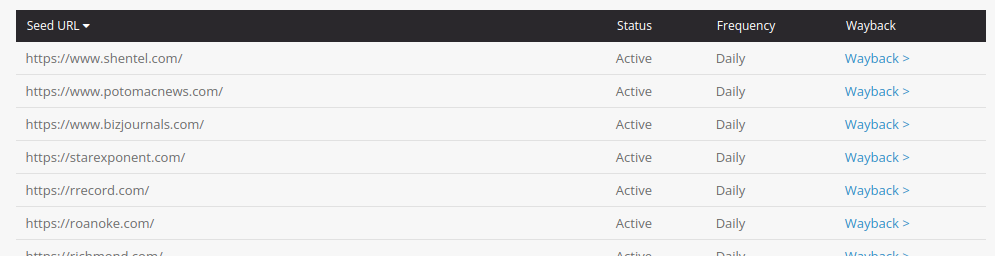 Seed URL Status Frequency Wayback
https://www.shentel.com/ Active Daily Wayback >
https://www.potomacnews.com/ Active Daily Wayback >
https://www.bizjournals.com/ Active Daily Wayback >
https://starexponent.com/ Active Daily Wayback >
https://rrecord.com/ Active Daily Wayback >
https://roanoke.com/ Active Daily Wayback >
https://richmond.com/ Active Daily Wayback >